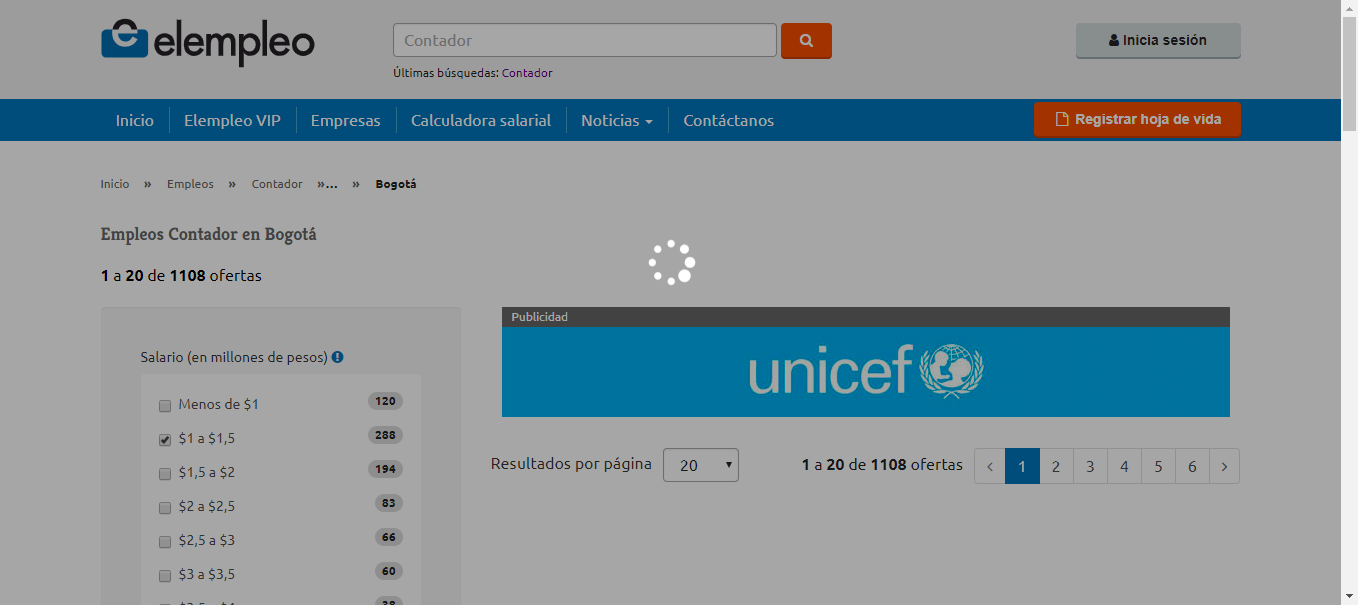 elempleo
Contador
Últimas búsquedas: Contador
Inicia sesión
Inicio
Elempleo VIP
Empresas
Calculadora salarial
Noticias
Contáctanos
Registrar hoja de vida
Inicio » Empleos » Contador »... » Bogotá
Empleos Contador en Bogotá
1 a 20 de 1108 ofertas
Salario (en millones de pesos)
Menos de $1 120
$1 a $1,5 288
$1,5 a $2 194
$2 a $2,5 83
$2,5 a $3 66
$3 a $3,5 60
Publicidad
unicef
Resultados por página 20
1 a 20 de 1108 ofertas
‹ 1 2 3 4 5 6 ›